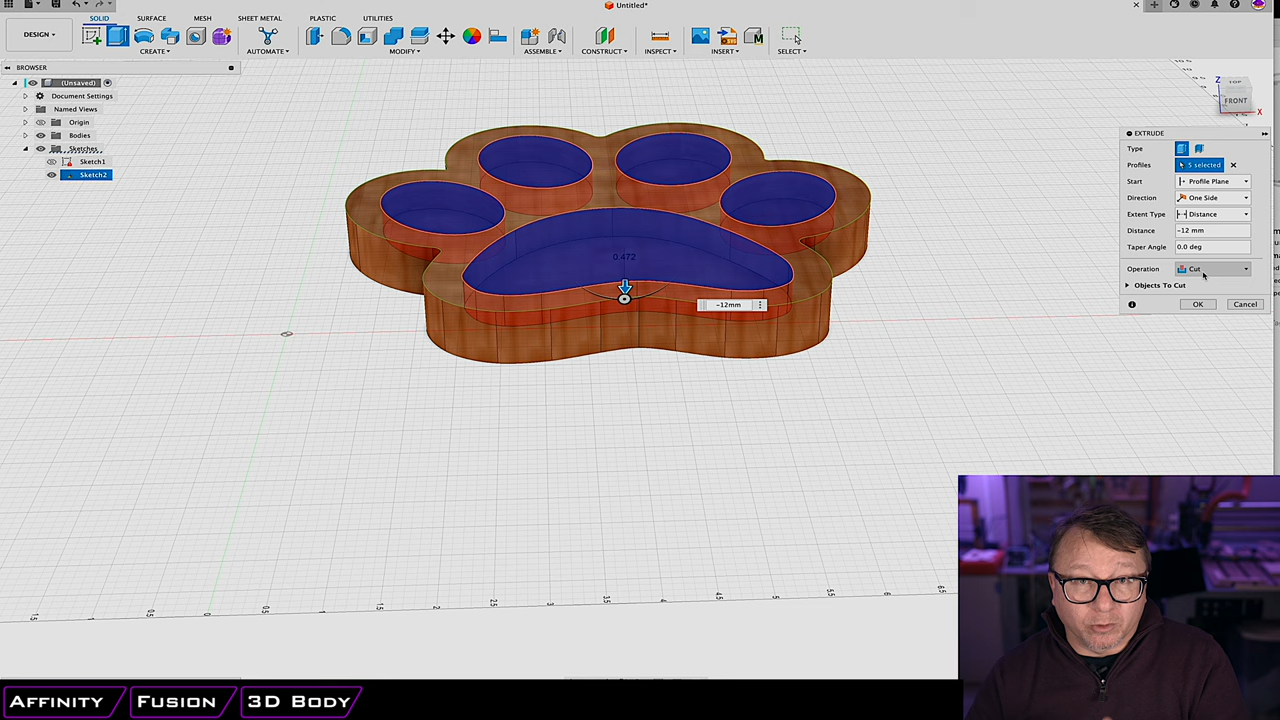 Untitled*
SOLID SURFACE MESH SHEET METAL PLASTIC UTILITIES
DESIGN
CREATE AUTOMATE MODIFY ASSEMBLE CONSTRUCT INSPECT INSERT SELECT
BROWSER
(Unsaved)
Document Settings
Named Views
Origin
Bodies
Sketches
Sketch1
Sketch2
TOP
FRONT
Z
X
EXTRUDE
Type
Profiles 5 selected
Start Profile Plane
Direction One Side
Extent Type Distance
Distance -12 mm
Taper Angle 0.0 deg
Operation Cut
Objects To Cut
OK Cancel
0.472
-12mm
AFFINITY FUSION 3D BODY